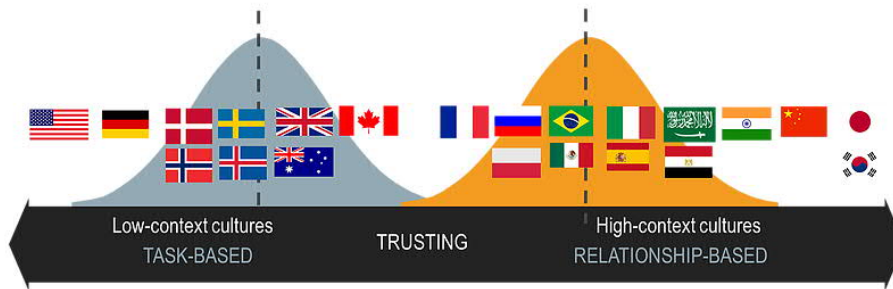 Low-context cultures
TASK-BASED
TRUSTING
High-context cultures
RELATIONSHIP-BASED